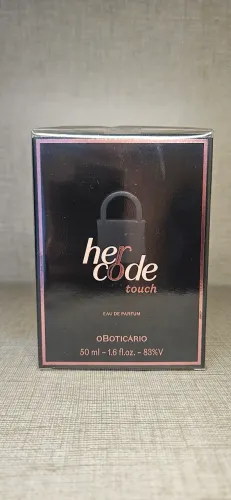 her
code
touch
EAU DE PARFUM
oBOTICÁRIO
50 ml - 1.6 fl.oz. - 83%V